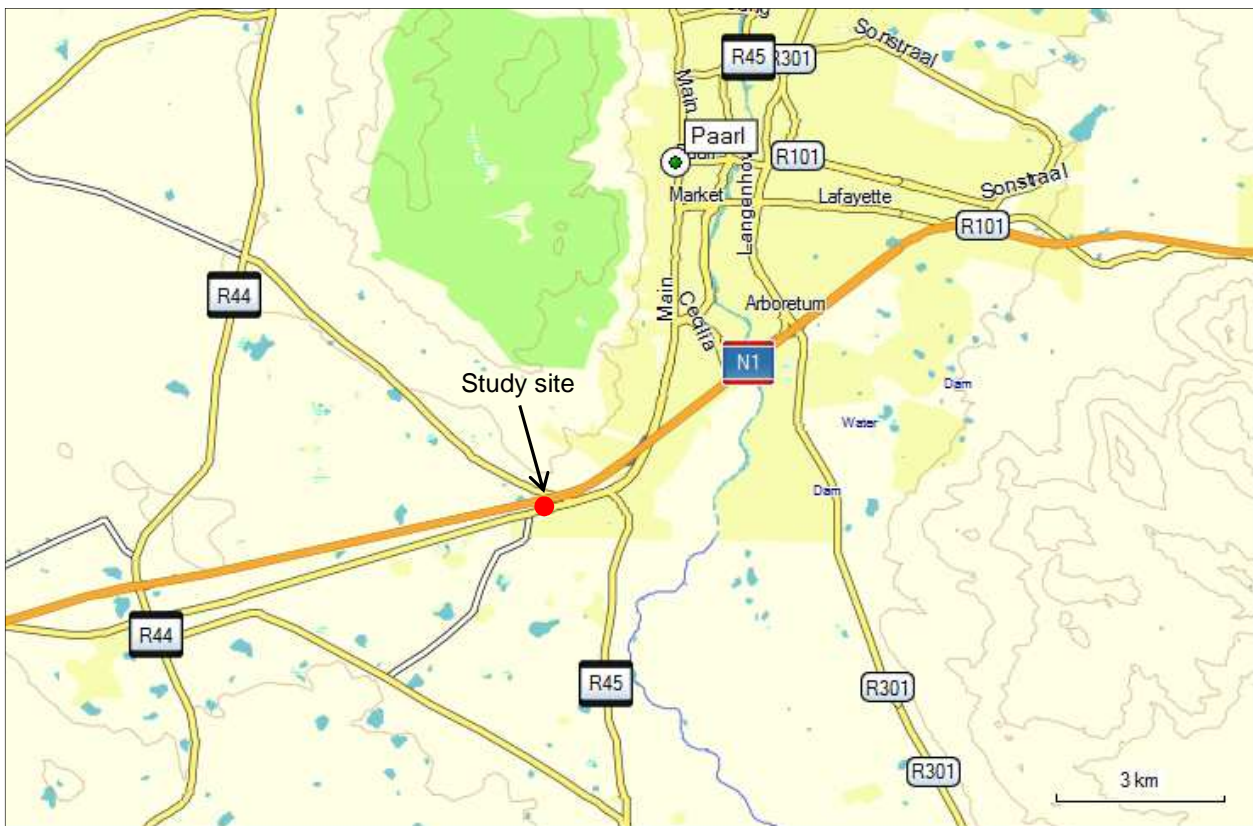 Sonstraal
R45
R301
Main
Paarl
R101
Sonstraal
Market
Langenhov
Lafayette
R101
R44
Main
Cecilia
Arboretum
N1
Study site
Dam
Water
Dam
R44
R45
R301
R301
3 km